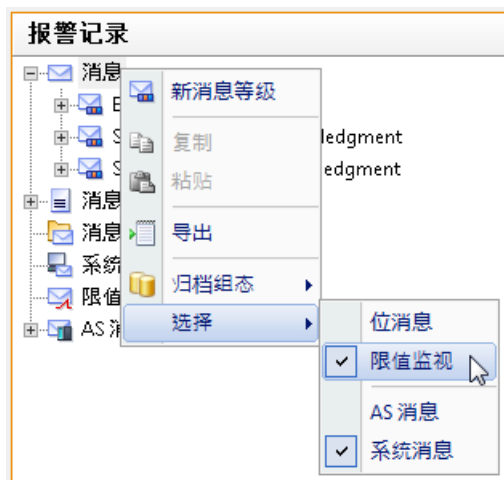 报警记录
消息
E
S
ledgment
S
edgment
消息
消息
系统
限值
AS 消
新消息等级
复制
粘贴
导出
归档组态
选择
位消息
限值监视
AS 消息
系统消息